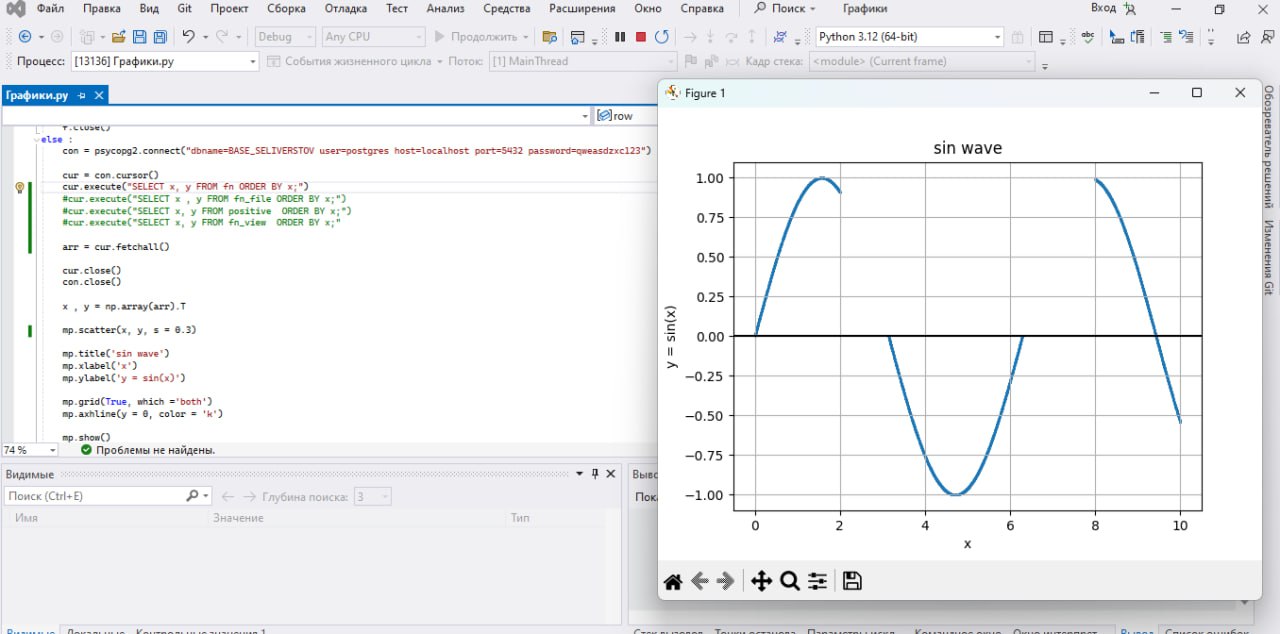 Файл Правка Вид Git Проект Сборка Отладка Тест Анализ Средства Расширения Окно Справка Поиск Графики Вход
Debug Any CPU Продолжить Python 3.12 (64-bit)
Процесс: [13136] Графики.py События жизненного цикла Поток: [1] MainThread Кадр стека: <module> (Current frame)
Графики.py
row
f.close()
else :
con = psycopg2.connect("dbname=BASE_SELIVERSTOV user=postgres host=localhost port=5432 password=qweasdzxc123")
cur = con.cursor()
cur.execute("SELECT x, y FROM fn ORDER BY x;")
#cur.execute("SELECT x , y FROM fn_file ORDER BY x;")
#cur.execute("SELECT x, y FROM positive  ORDER BY x;")
#cur.execute("SELECT x, y FROM fn_view  ORDER BY x;"
arr = cur.fetchall()
cur.close()
con.close()
x , y = np.array(arr).T
mp.scatter(x, y, s = 0.3)
mp.title('sin wave')
mp.xlabel('x')
mp.ylabel('y = sin(x)')
mp.grid(True, which ='both')
mp.axhline(y = 0, color = 'k')
mp.show()
74 % Проблемы не найдены.
Видимые
Поиск (Ctrl+E) Глубина поиска: 3
Имя Значение Тип
Видимые Локальные Контрольные значения 1
Figure 1
sin wave
1.00
0.75
0.50
0.25
0.00
−0.25
−0.50
−0.75
−1.00
y = sin(x)
0 2 4 6 8 10
x
Обозреватель решений
Изменения Git
Стек вызовов Точки останова Параметры искл... Командное окно Окно интерпрет... Вывод Список ошибок